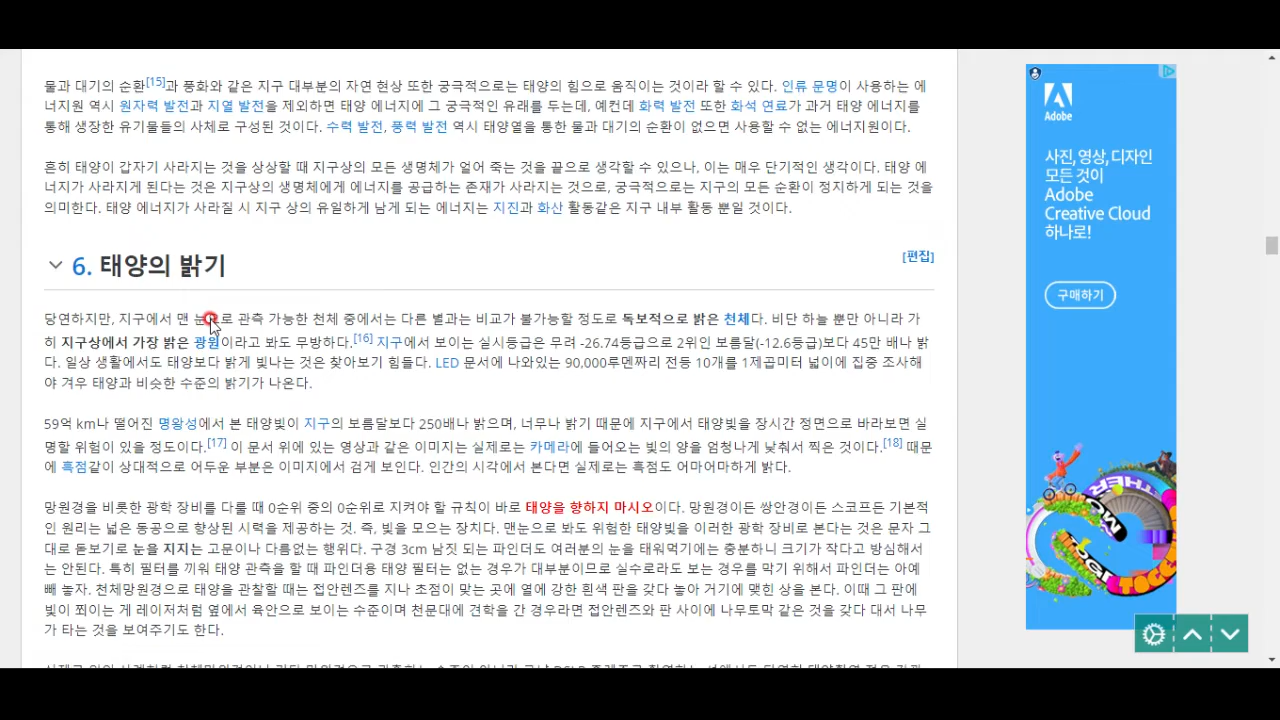 물과 대기의 순환[15]과 풍화와 같은 지구 대부분의 자연 현상 또한 궁극적으로는 태양의 힘으로 움직이는 것이라 할 수 있다. 인류 문명이 사용하는 에
너지원 역시 원자력 발전과 지열 발전을 제외하면 태양 에너지에 그 궁극적인 유래를 두는데, 예컨데 화력 발전 또한 화석 연료가 과거 태양 에너지를
통해 생장한 유기물들의 사체로 구성된 것이다. 수력 발전, 풍력 발전 역시 태양열을 통한 물과 대기의 순환이 없으면 사용할 수 없는 에너지원이다.
흔히 태양이 갑자기 사라지는 것을 상상할 때 지구상의 모든 생명체가 얼어 죽는 것을 끝으로 생각할 수 있으나, 이는 매우 단기적인 생각이다. 태양 에
너지가 사라지게 된다는 것은 지구상의 생명체에게 에너지를 공급하는 존재가 사라지는 것으로, 궁극적으로는 지구의 모든 순환이 정지하게 되는 것을
의미한다. 태양 에너지가 사라질 시 지구 상의 유일하게 남게 되는 에너지는 지진과 화산 활동같은 지구 내부 활동 뿐일 것이다.
6. 태양의 밝기
[편집]
당연하지만, 지구에서 맨 로 관측 가능한 천체 중에서는 다른 별과는 비교가 불가능할 정도로 독보적으로 밝은 천체다. 비단 하늘 뿐만 아니라 가
히 지구상에서 가장 밝은 광원이라고 봐도 무방하다.[16] 지구에서 보이는 실시등급은 무려 -26.74등급으로 2위인 보름달(-12.6등급)보다 45만 배나 밝
다. 일상 생활에서도 태양보다 밝게 빛나는 것은 찾아보기 힘들다. LED 문서에 나와있는 90,000루멘짜리 전등 10개를 1제곱미터 넓이에 집중 조사해
야 겨우 태양과 비슷한 수준의 밝기가 나온다.
59억 km나 떨어진 명왕성에서 본 태양빛이 지구의 보름달보다 250배나 밝으며, 너무나 밝기 때문에 지구에서 태양빛을 장시간 정면으로 바라보면 실
명할 위험이 있을 정도이다.[17] 이 문서 위에 있는 영상과 같은 이미지는 실제로는 카메라에 들어오는 빛의 양을 엄청나게 낮춰서 찍은 것이다.[18] 때문
에 흑점같이 상대적으로 어두운 부분은 이미지에서 검게 보인다. 인간의 시각에서 본다면 실제로는 흑점도 어마어마하게 밝다.
망원경을 비롯한 광학 장비를 다룰 때 0순위 중의 0순위로 지켜야 할 규칙이 바로 태양을 향하지 마시오이다. 망원경이든 쌍안경이든 스코프든 기본적
인 원리는 넓은 동공으로 향상된 시력을 제공하는 것. 즉, 빛을 모으는 장치다. 맨눈으로 봐도 위험한 태양빛을 이러한 광학 장비로 본다는 것은 문자 그
대로 돋보기로 눈을 지지는 고문이나 다름없는 행위다. 구경 3cm 남짓 되는 파인더도 여러분의 눈을 태워먹기에는 충분하니 크기가 작다고 방심해서
는 안된다. 특히 필터를 끼워 태양 관측을 할 때 파인더용 태양 필터는 없는 경우가 대부분이므로 실수로라도 보는 경우를 막기 위해서 파인더는 아예
빼 놓자. 천체망원경으로 태양을 관찰할 때는 접안렌즈를 지나 초점이 맞는 곳에 열에 강한 흰색 판을 갖다 놓아 거기에 맺힌 상을 본다. 이때 그 판에
빛이 쬐이는 게 레이저처럼 옆에서 육안으로 보이는 수준이며 천문대에 견학을 간 경우라면 접안렌즈와 판 사이에 나무토막 같은 것을 갖다 대서 나무
가 타는 것을 보여주기도 한다.
Adobe
사진, 영상, 디자인
모든 것이
Adobe
Creative Cloud
하나로!
구매하기